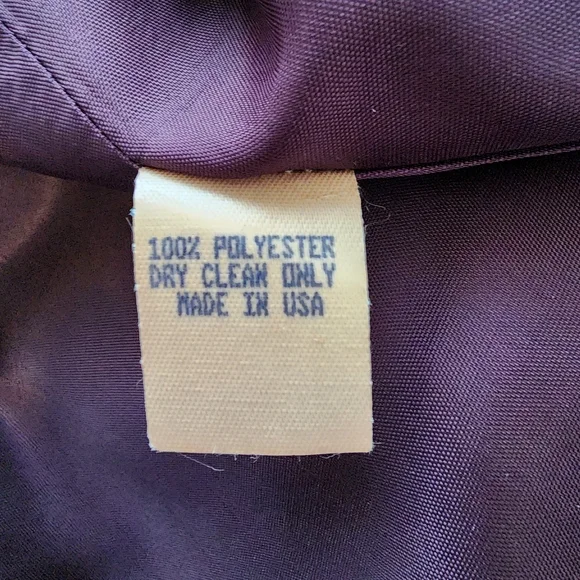 100% POLYESTER
DRY CLEAN ONLY
MADE IN USA